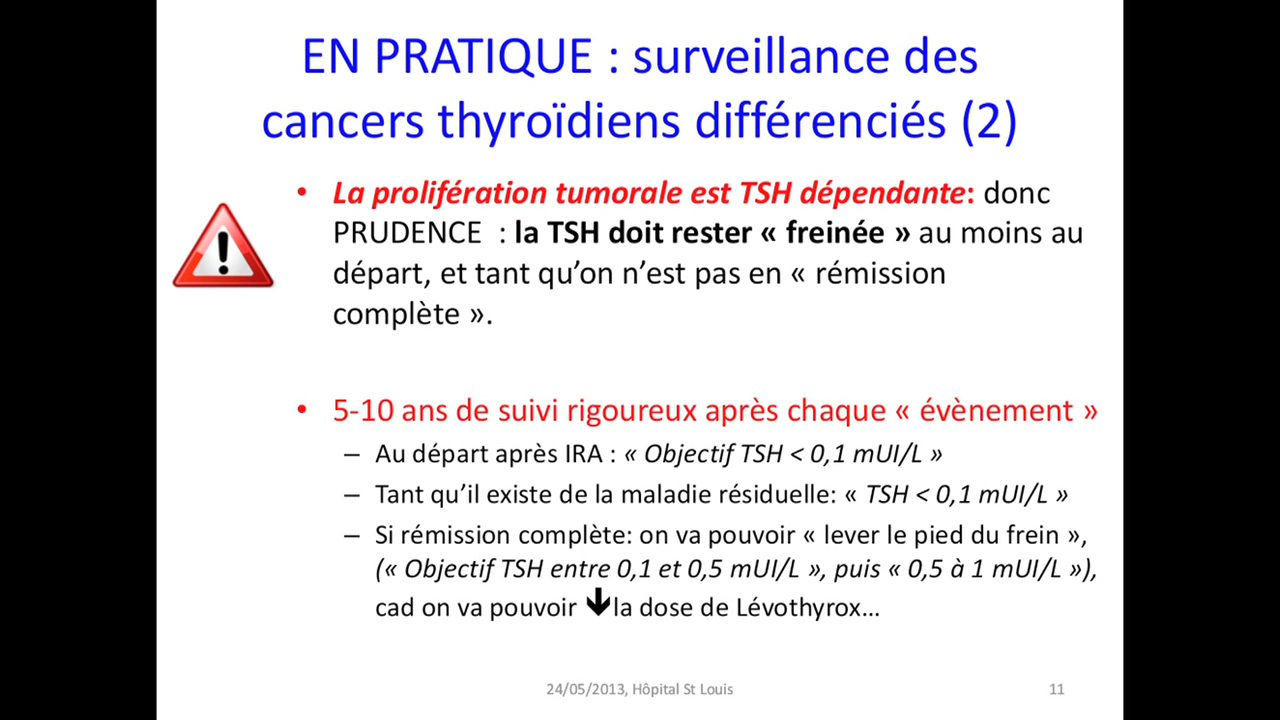 EN PRATIQUE : surveillance des
cancers thyroïdiens différenciés (2)
• La prolifération tumorale est TSH dépendante: donc
PRUDENCE : la TSH doit rester « freinée » au moins au
départ, et tant qu’on n’est pas en « rémission
complète ».
• 5-10 ans de suivi rigoureux après chaque « évènement »
– Au départ après IRA : « Objectif TSH < 0,1 mUI/L »
– Tant qu’il existe de la maladie résiduelle: « TSH < 0,1 mUI/L »
– Si rémission complète: on va pouvoir « lever le pied du frein »,
(« Objectif TSH entre 0,1 et 0,5 mUI/L », puis « 0,5 à 1 mUI/L »),
cad on va pouvoir 🡻la dose de Lévothyrox…
24/05/2013, Hôpital St Louis
11